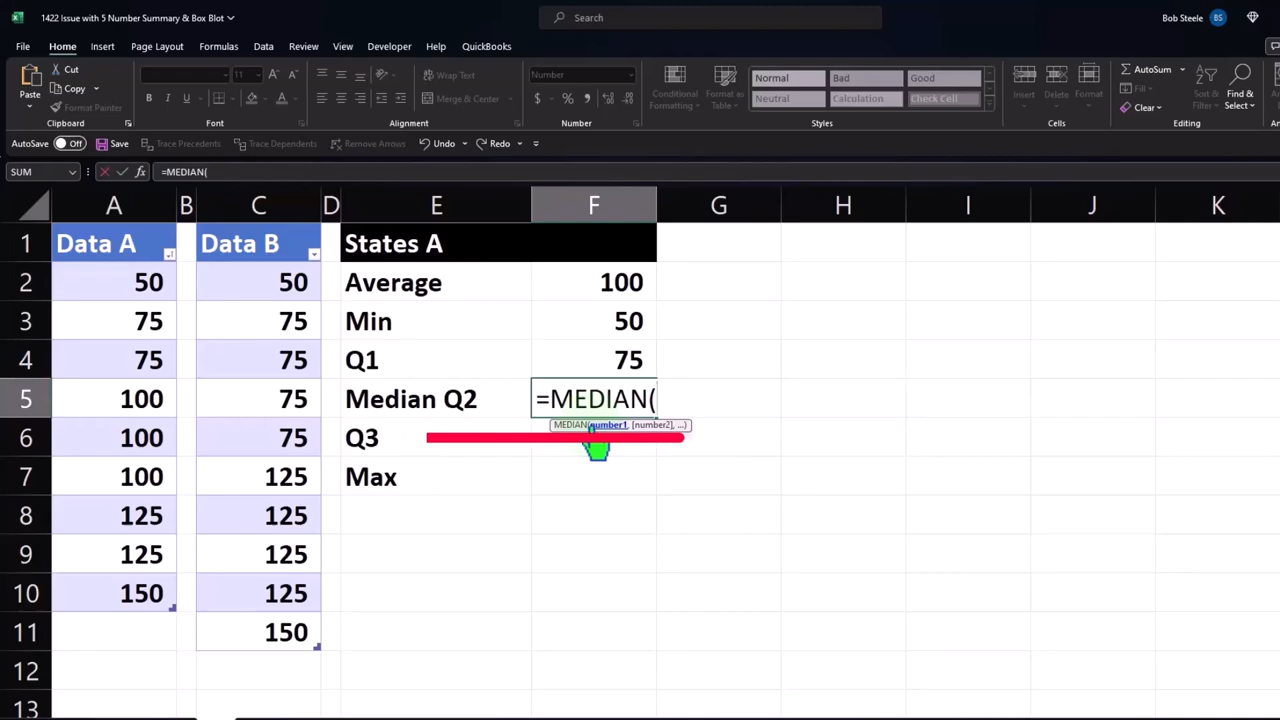 1422 Issue with 5 Number Summary & Box Blot
Search
Bob Steele BS
File Home Insert Page Layout Formulas Data Review View Developer Help QuickBooks
Paste
Cut
Copy
Format Painter
Clipboard
11
Font
Wrap Text
Merge & Center
Alignment
Number
Number
Conditional Formatting
Format as Table
Normal Bad Good
Neutral Calculation Check Cell
Styles
Insert Delete Format
Cells
AutoSum
Fill
Clear
Sort & Filter
Find & Select
Editing
AutoSave Off Save Trace Precedents Trace Dependents Remove Arrows Undo Redo
SUM fx =MEDIAN(
A B C D E F G H I J K
1 Data A Data B States A
2 50 50 Average 100
3 75 75 Min 50
4 75 75 Q1 75
5 100 75 Median Q2 =MEDIAN(
MEDIAN(number1, [number2], ...)
6 100 75 Q3
7 100 125 Max
8 125 125
9 125 125
10 150 125
11 150
12
13